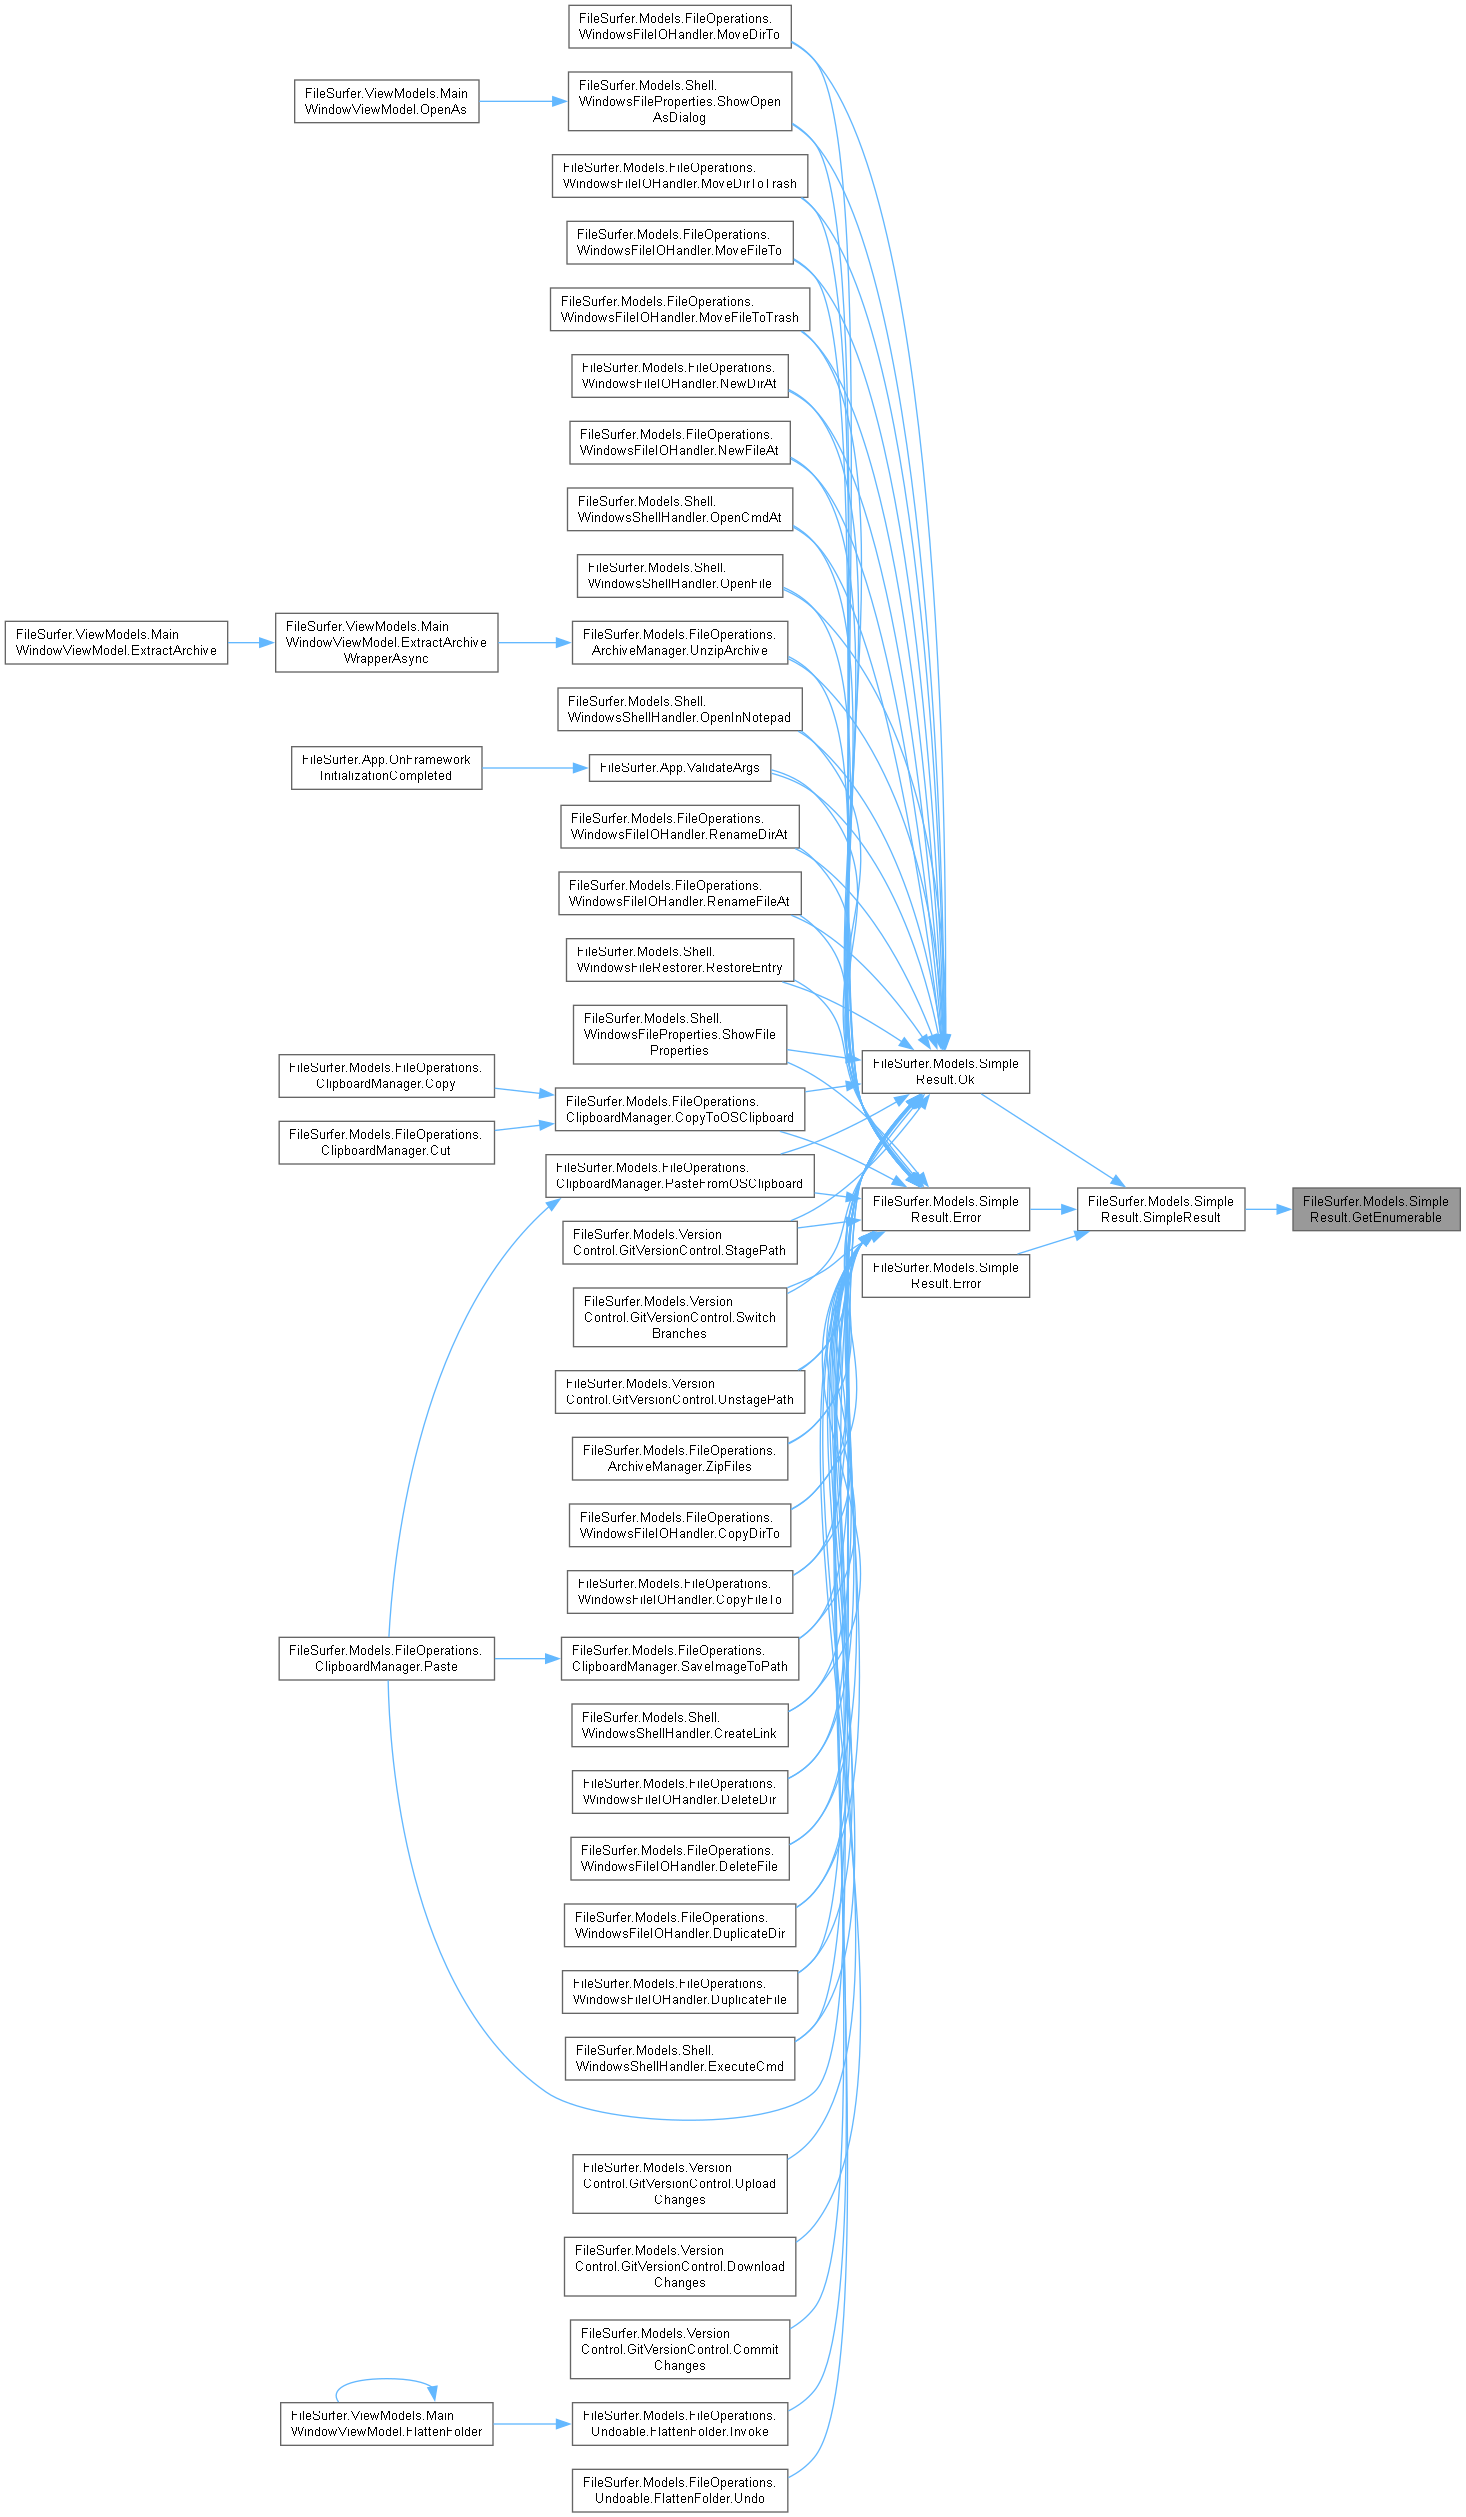 FileSurfer.Models.FileOperations.
WindowsFileIOHandler.MoveDirTo
FileSurfer.Models.Shell.
WindowsFileProperties.ShowOpen
AsDialog
FileSurfer.ViewModels.Main
WindowViewModel.OpenAs
FileSurfer.Models.FileOperations.
WindowsFileIOHandler.MoveDirToTrash
FileSurfer.Models.FileOperations.
WindowsFileIOHandler.MoveFileTo
FileSurfer.Models.FileOperations.
WindowsFileIOHandler.MoveFileToTrash
FileSurfer.Models.FileOperations.
WindowsFileIOHandler.NewDirAt
FileSurfer.Models.FileOperations.
WindowsFileIOHandler.NewFileAt
FileSurfer.Models.Shell.
WindowsShellHandler.OpenCmdAt
FileSurfer.Models.Shell.
WindowsShellHandler.OpenFile
FileSurfer.ViewModels.Main
WindowViewModel.ExtractArchive
FileSurfer.ViewModels.Main
WindowViewModel.ExtractArchive
WrapperAsync
FileSurfer.Models.FileOperations.
ArchiveManager.UnzipArchive
FileSurfer.Models.Shell.
WindowsShellHandler.OpenInNotepad
FileSurfer.App.OnFramework
InitializationCompleted
FileSurfer.App.ValidateArgs
FileSurfer.Models.FileOperations.
WindowsFileIOHandler.RenameDirAt
FileSurfer.Models.FileOperations.
WindowsFileIOHandler.RenameFileAt
FileSurfer.Models.Shell.
WindowsFileRestorer.RestoreEntry
FileSurfer.Models.Shell.
WindowsFileProperties.ShowFile
Properties
FileSurfer.Models.Simple
Result.Ok
FileSurfer.Models.FileOperations.
ClipboardManager.Copy
FileSurfer.Models.FileOperations.
ClipboardManager.CopyToOSClipboard
FileSurfer.Models.FileOperations.
ClipboardManager.Cut
FileSurfer.Models.FileOperations.
ClipboardManager.PasteFromOSClipboard
FileSurfer.Models.Simple
Result.Error
FileSurfer.Models.Simple
Result.SimpleResult
FileSurfer.Models.Simple
Result.GetEnumerable
FileSurfer.Models.Version
Control.GitVersionControl.StagePath
FileSurfer.Models.Simple
Result.Error
FileSurfer.Models.Version
Control.GitVersionControl.Switch
Branches
FileSurfer.Models.Version
Control.GitVersionControl.UnstagePath
FileSurfer.Models.FileOperations.
ArchiveManager.ZipFiles
FileSurfer.Models.FileOperations.
WindowsFileIOHandler.CopyDirTo
FileSurfer.Models.FileOperations.
WindowsFileIOHandler.CopyFileTo
FileSurfer.Models.FileOperations.
ClipboardManager.Paste
FileSurfer.Models.FileOperations.
ClipboardManager.SaveImageToPath
FileSurfer.Models.Shell.
WindowsShellHandler.CreateLink
FileSurfer.Models.FileOperations.
WindowsFileIOHandler.DeleteDir
FileSurfer.Models.FileOperations.
WindowsFileIOHandler.DeleteFile
FileSurfer.Models.FileOperations.
WindowsFileIOHandler.DuplicateDir
FileSurfer.Models.FileOperations.
WindowsFileIOHandler.DuplicateFile
FileSurfer.Models.Shell.
WindowsShellHandler.ExecuteCmd
FileSurfer.Models.Version
Control.GitVersionControl.Upload
Changes
FileSurfer.Models.Version
Control.GitVersionControl.Download
Changes
FileSurfer.Models.Version
Control.GitVersionControl.Commit
Changes
FileSurfer.ViewModels.Main
WindowViewModel.FlattenFolder
FileSurfer.Models.FileOperations.
Undoable.FlattenFolder.Invoke
FileSurfer.Models.FileOperations.
Undoable.FlattenFolder.Undo